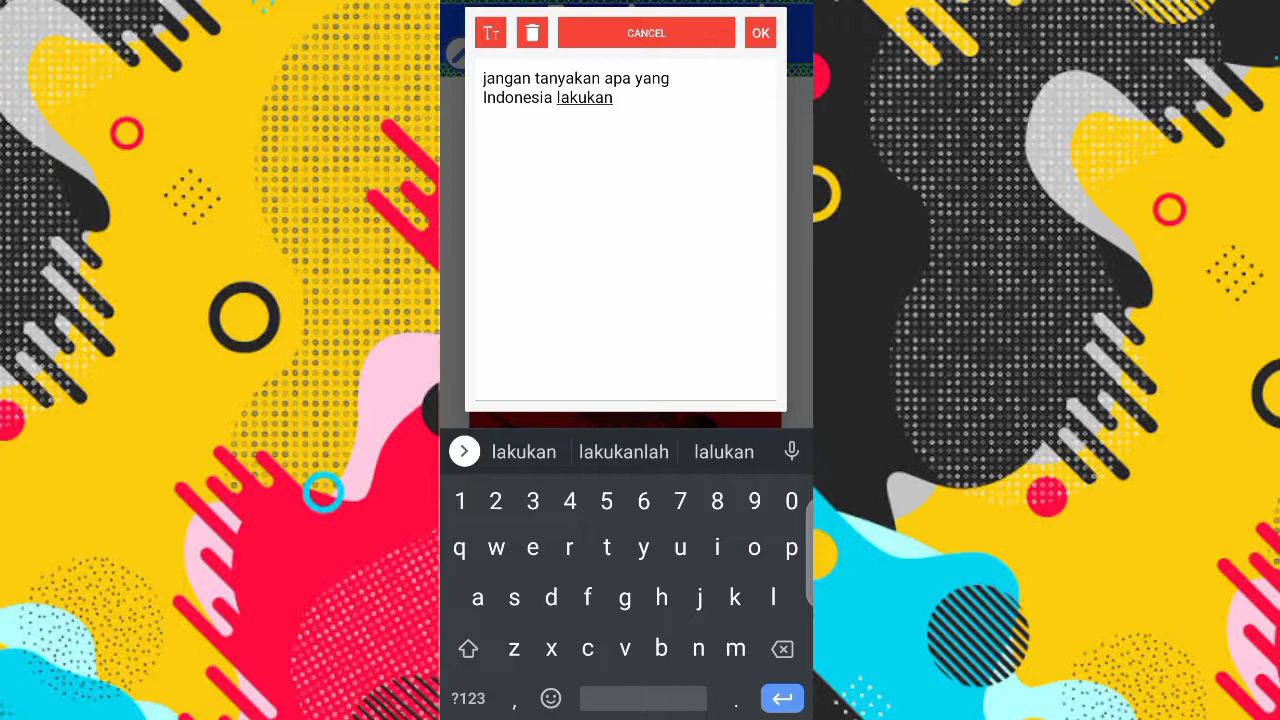 Tт
CANCEL
OK
jangan tanyakan apa yang
Indonesia lakukan
lakukan lakukanlah lalukan
1 2 3 4 5 6 7 8 9 0
q w e r t y u i o p
a s d f g h j k l
z x c v b n m
?123 , .